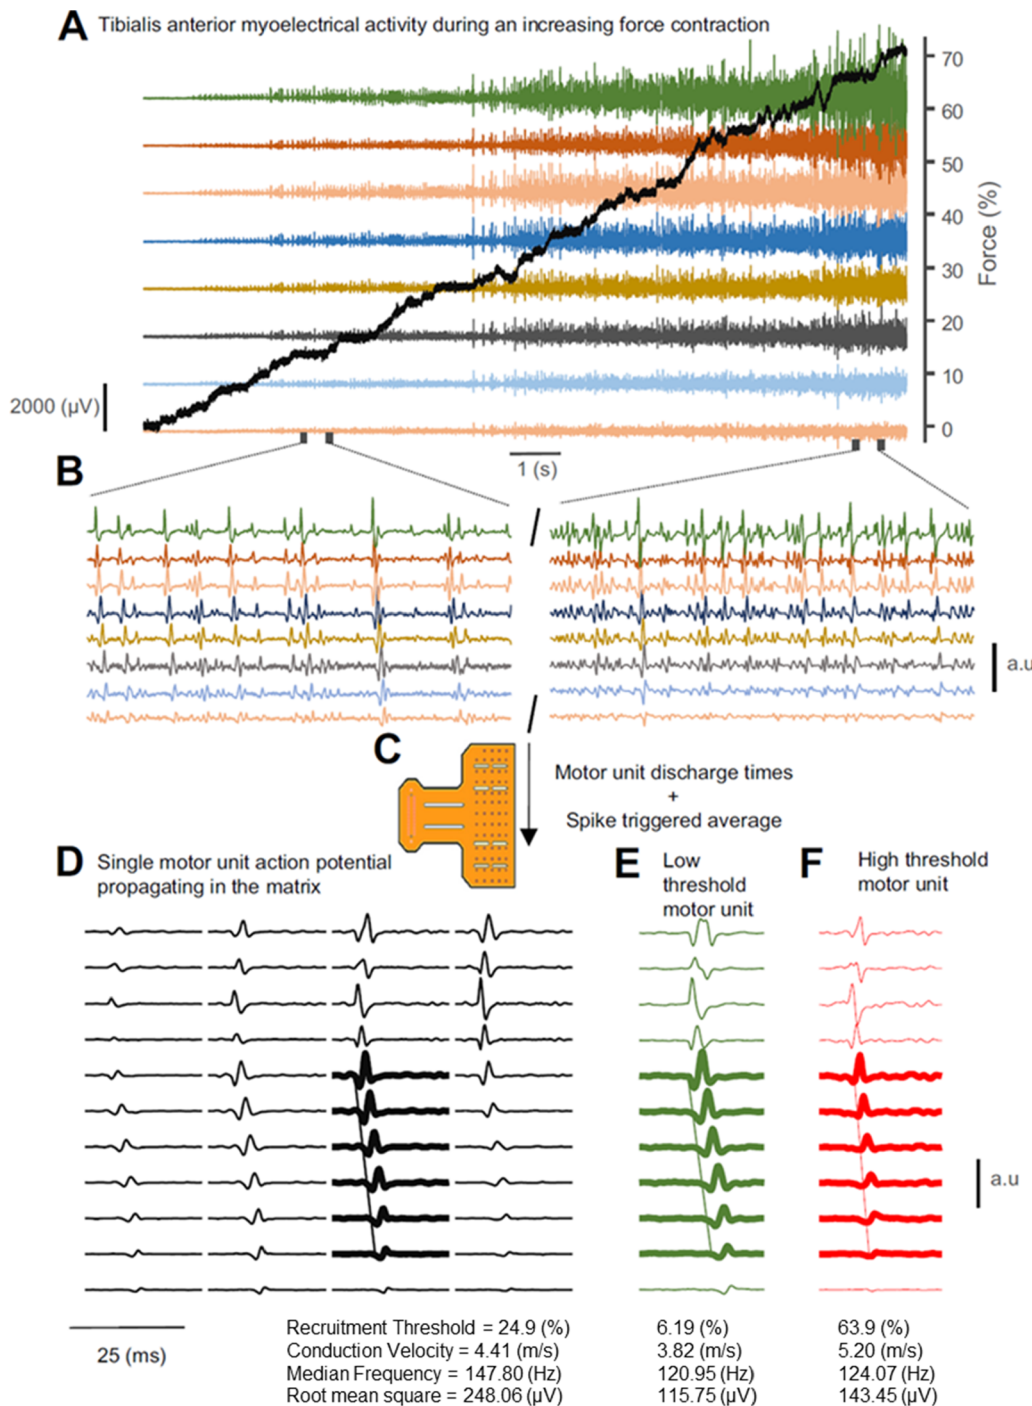 A Tibialis anterior myoelectrical activity during an increasing force contraction
70
60
50
40
30
20
10
0
Force (%)
2000 (µV)
1 (s)
B
a.u
C
Motor unit discharge times
+
Spike triggered average
D Single motor unit action potential
propagating in the matrix
E Low
threshold
motor unit
F High threshold
motor unit
a.u
25 (ms)
Recruitment Threshold = 24.9 (%) 6.19 (%) 63.9 (%)
Conduction Velocity = 4.41 (m/s) 3.82 (m/s) 5.20 (m/s)
Median Frequency = 147.80 (Hz) 120.95 (Hz) 124.07 (Hz)
Root mean square = 248.06 (µV) 115.75 (µV) 143.45 (µV)